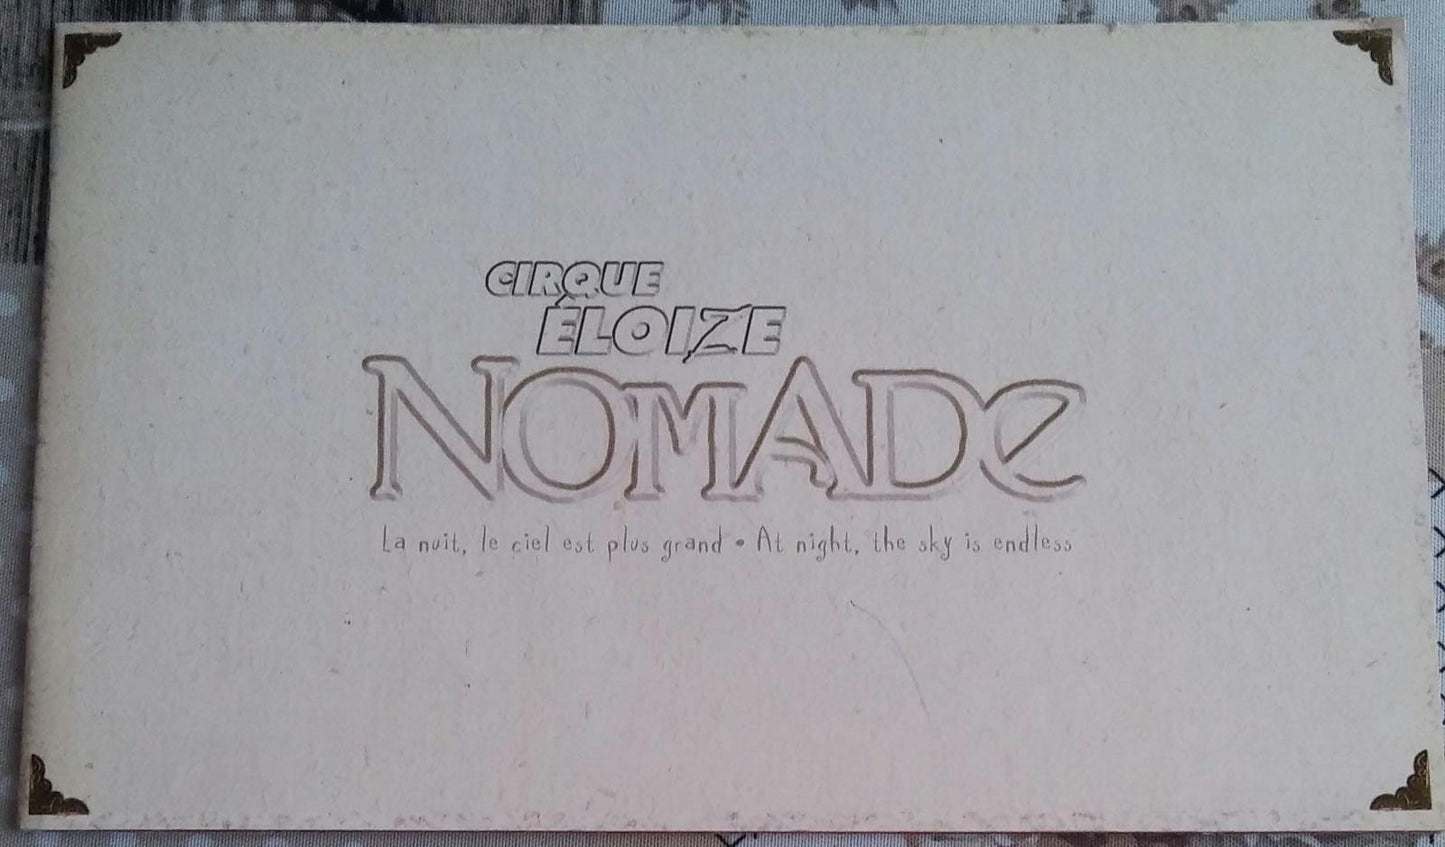 CIRQUE
ÉLOIZE
NOMADE
La nuit, le ciel est plus grand • At night, the sky is endless